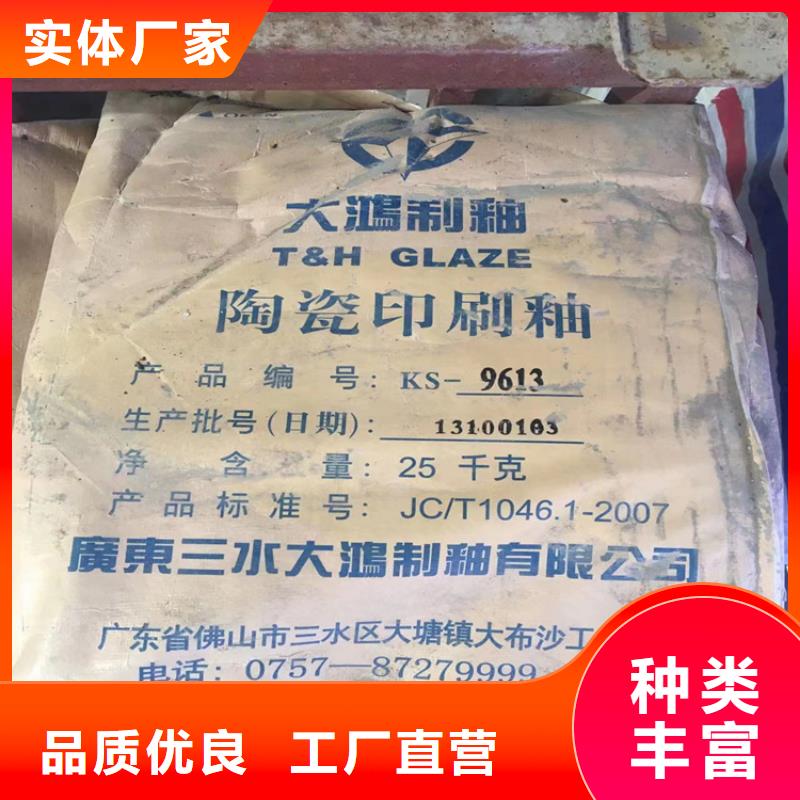 实体厂家
OPEN
大鴻制釉
T&H GLAZE
陶瓷印刷釉
产品编号: KS-9613
生产批号(日期): 13100103
净含量: 25 千克
产品标准号: JC/T1046.1-2007
廣東三水大鴻制釉有限公司
广东省佛山市三水区大塘镇大布沙工
电话: 0757—87279999
品质优良 工厂直营
种类
丰富